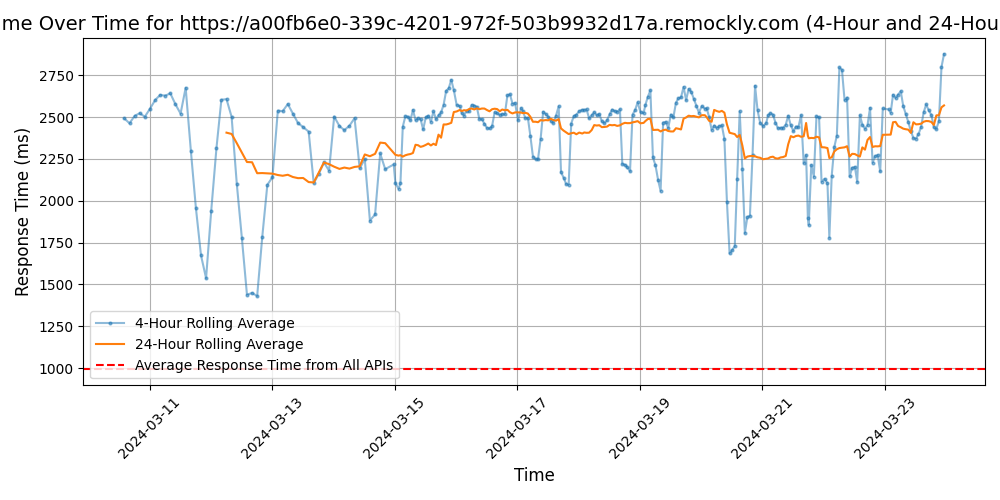 me Over Time for https://a00fb6e0-339c-4201-972f-503b9932d17a.remockly.com (4-Hour and 24-Hou
Response Time (ms)
2750
2500
2250
2000
1750
1500
1250
1000
4-Hour Rolling Average
24-Hour Rolling Average
Average Response Time from All APIs
2024-03-11
2024-03-13
2024-03-15
2024-03-17
2024-03-19
2024-03-21
2024-03-23
Time